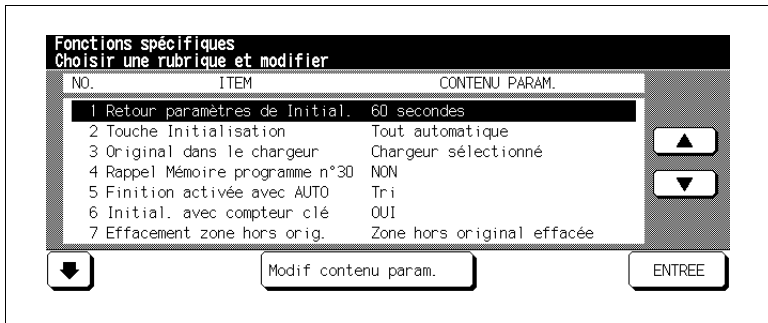 Fonctions spécifiques
Choisir une rubrique et modifier
NO. ITEM CONTENU PARAM.
1 Retour paramètres de Initial. 60 secondes
2 Touche Initialisation Tout automatique
3 Original dans le chargeur Chargeur sélectionné
4 Rappel Mémoire programme n°30 NON
5 Finition activée avec AUTO Tri
6 Initial. avec compteur clé OUI
7 Effacement zone hors orig. Zone hors original effacée
Modif contenu param. ENTREE